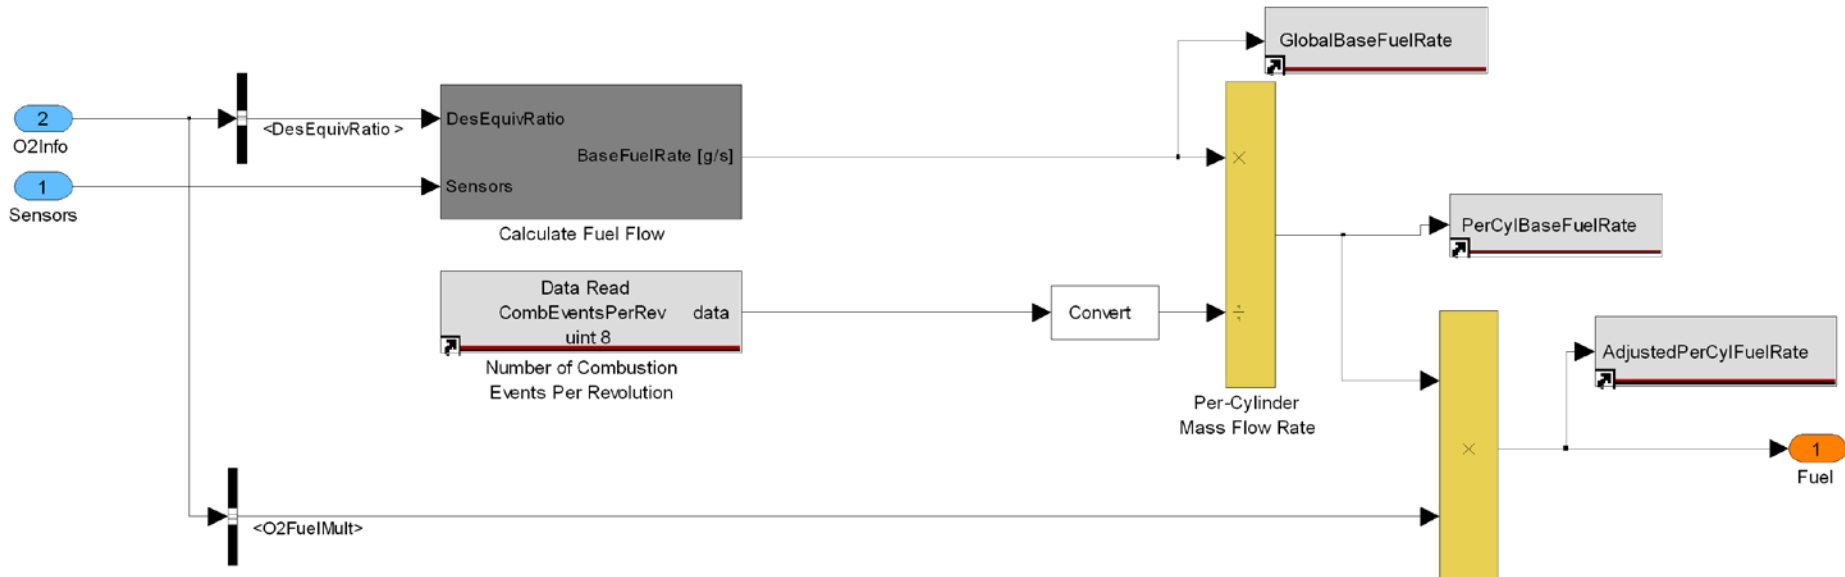 GlobalBaseFuelRate
2
O2Info
<DesEquivRatio >
DesEquivRatio
BaseFuelRate [g/s]
×
1
Sensors
Sensors
Calculate Fuel Flow
PerCylBaseFuelRate
Data Read
CombEventsPerRev data
uint 8
Convert
÷
Number of Combustion
Events Per Revolution
AdjustedPerCylFuelRate
Per-Cylinder
Mass Flow Rate
×
1
Fuel
<O2FuelMult>